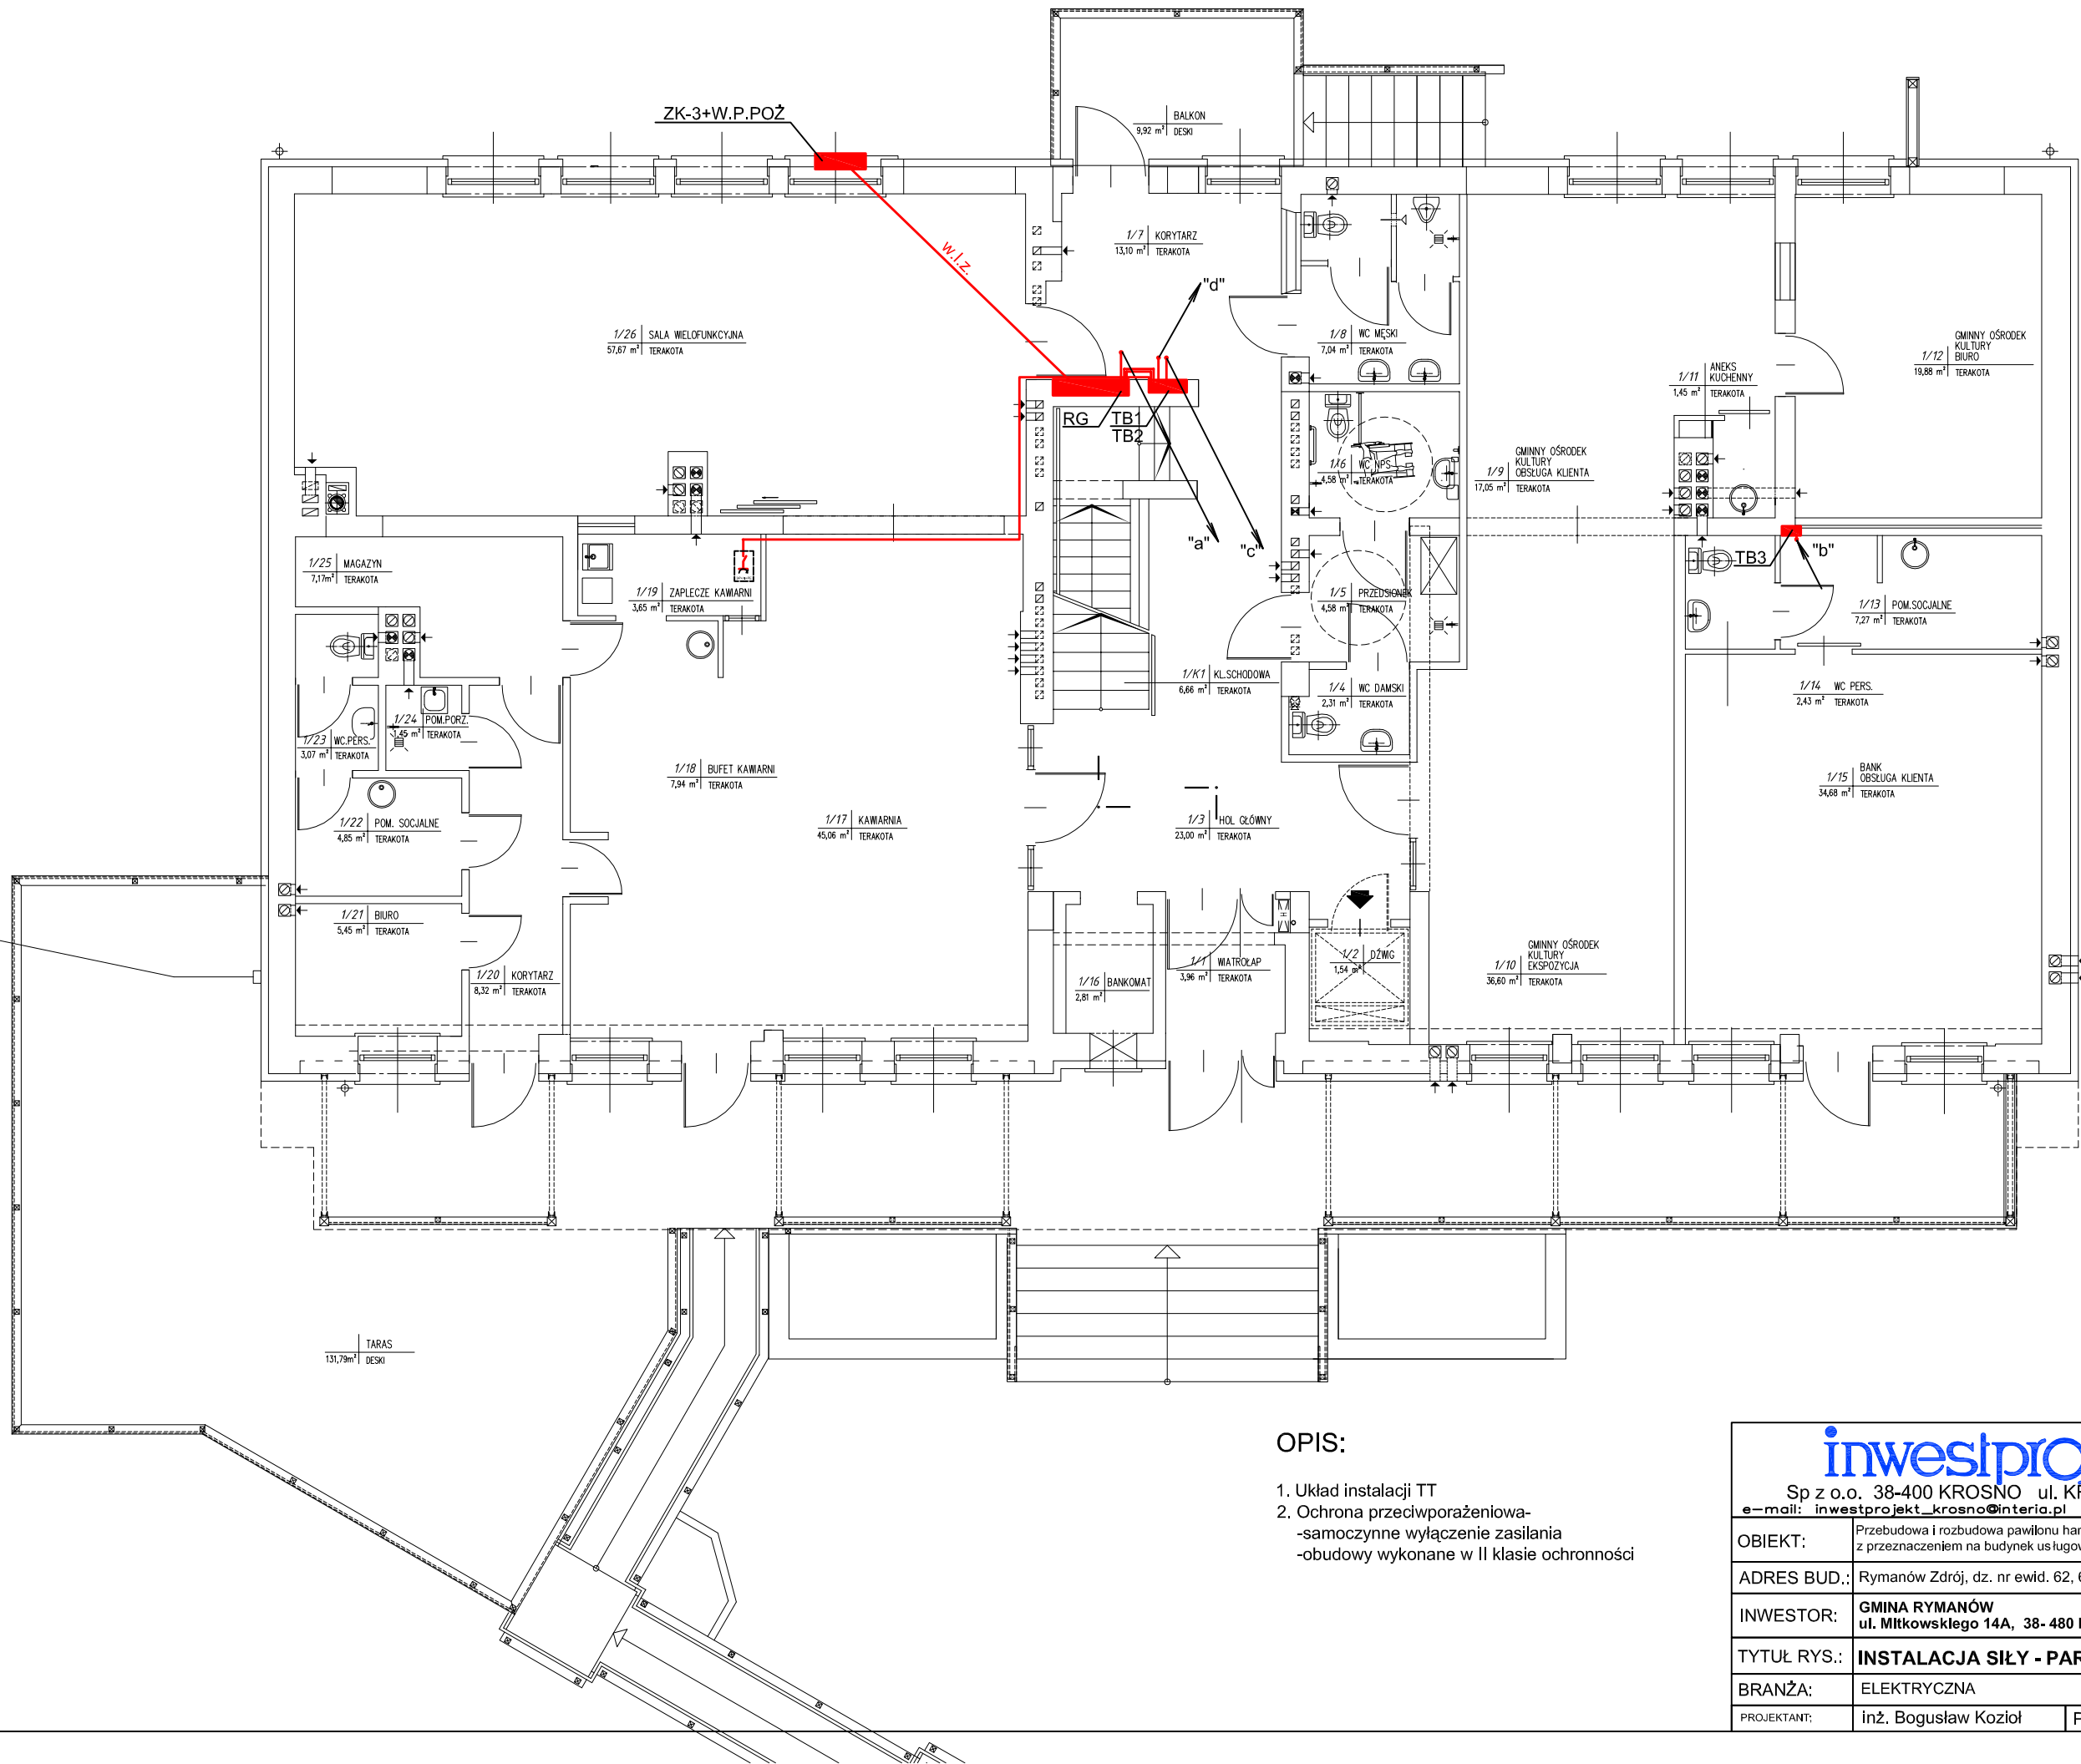 BALKON
9,92 m² DESKI
ZK-3+W.P.POŻ
w.l.z.
1/7 KORYTARZ
13,10 m² TERAKOTA
"d"
1/26 SALA WIELOFUNKCYJNA
57,67 m² TERAKOTA
1/8 WC MĘSKI
7,04 m² TERAKOTA
GMINNY OŚRODEK
KULTURY
1/12 BIURO
19,88 m² TERAKOTA
ANEKS
1/11 KUCHENNY
1,45 m² TERAKOTA
RG
TB1
TB2
1/6 WC NPS
4,58 m² TERAKOTA
GMINNY OŚRODEK
KULTURY
1/9 OBSŁUGA KLIENTA
17,05 m² TERAKOTA
"a"
"c"
TB3
"b"
1/25 MAGAZYN
7,17m² TERAKOTA
1/19 ZAPLECZE KAWIARNI
3,65 m² TERAKOTA
1/5 PRZEDSIONEK
4,58 m² TERAKOTA
1/13 POM.SOCJALNE
7,27 m² TERAKOTA
1/K1 KL.SCHODOWA
6,66 m² TERAKOTA
1/4 WC DAMSKI
2,31 m² TERAKOTA
1/14 WC PERS.
2,43 m² TERAKOTA
1/24 POM.PORZ.
1,45 m² TERAKOTA
1/23 WC.PERS.
3,07 m² TERAKOTA
1/18 BUFET KAWIARNI
7,94 m² TERAKOTA
BANK
1/15 OBSŁUGA KLIENTA
34,68 m² TERAKOTA
1/22 POM. SOCJALNE
4,85 m² TERAKOTA
1/17 KAWIARNIA
45,06 m² TERAKOTA
1/3 HOL GŁÓWNY
23,00 m² TERAKOTA
1/21 BIURO
5,45 m² TERAKOTA
1/20 KORYTARZ
8,32 m² TERAKOTA
1/16 BANKOMAT
2,81 m²
1/1 WIATROŁAP
3,96 m² TERAKOTA
1/2 DŹWIG
1,54 m²
GMINNY OŚRODEK
KULTURY
1/10 EKSPOZYCJA
36,60 m² TERAKOTA
TARAS
131,79m² DESKI
OPIS:
1. Układ instalacji TT
2. Ochrona przeciwporażeniowa-
-samoczynne wyłączenie zasilania
-obudowy wykonane w II klasie ochronności
inwestpro
Sp z o.o. 38-400 KROSNO ul.
e-mail: inwestprojekt_krosno@interia.pl
OBIEKT: Przebudowa i rozbudowa pawilonu
z przeznaczeniem na budynek
ADRES BUD.: Rymanów Zdrój, dz. nr ewid. 62,
INWESTOR: GMINA RYMANÓW
ul. Mitkowskiego 14A, 38- 480
TYTUŁ RYS.: INSTALACJA SIŁY - PAR
BRANŻA: ELEKTRYCZNA
PROJEKTANT: inż. Bogusław Kozioł